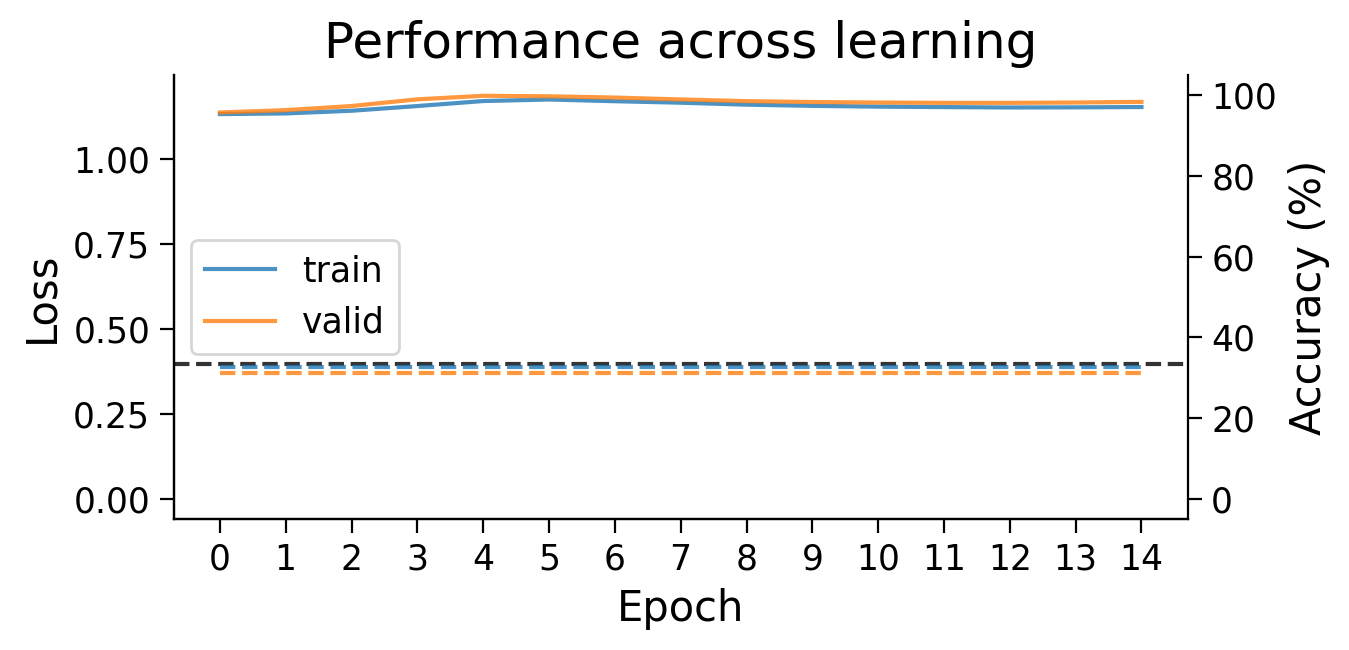 Performance across learning
Loss
1.00
0.75
0.50
0.25
0.00
train
valid
100
80
60
40
20
0
Accuracy (%)
0 1 2 3 4 5 6 7 8 9 10 11 12 13 14
Epoch